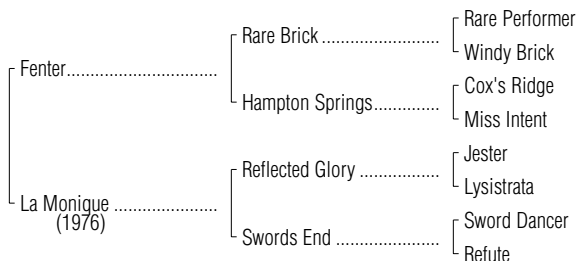 Rare Performer
Rare Brick ..........................
Windy Brick
Fenter.................................
Cox's Ridge
Hampton Springs...............
Miss Intent
Jester
Reflected Glory ..................
Lysistrata
La Monigue .......................
(1976)
Sword Dancer
Swords End .......................
Refute